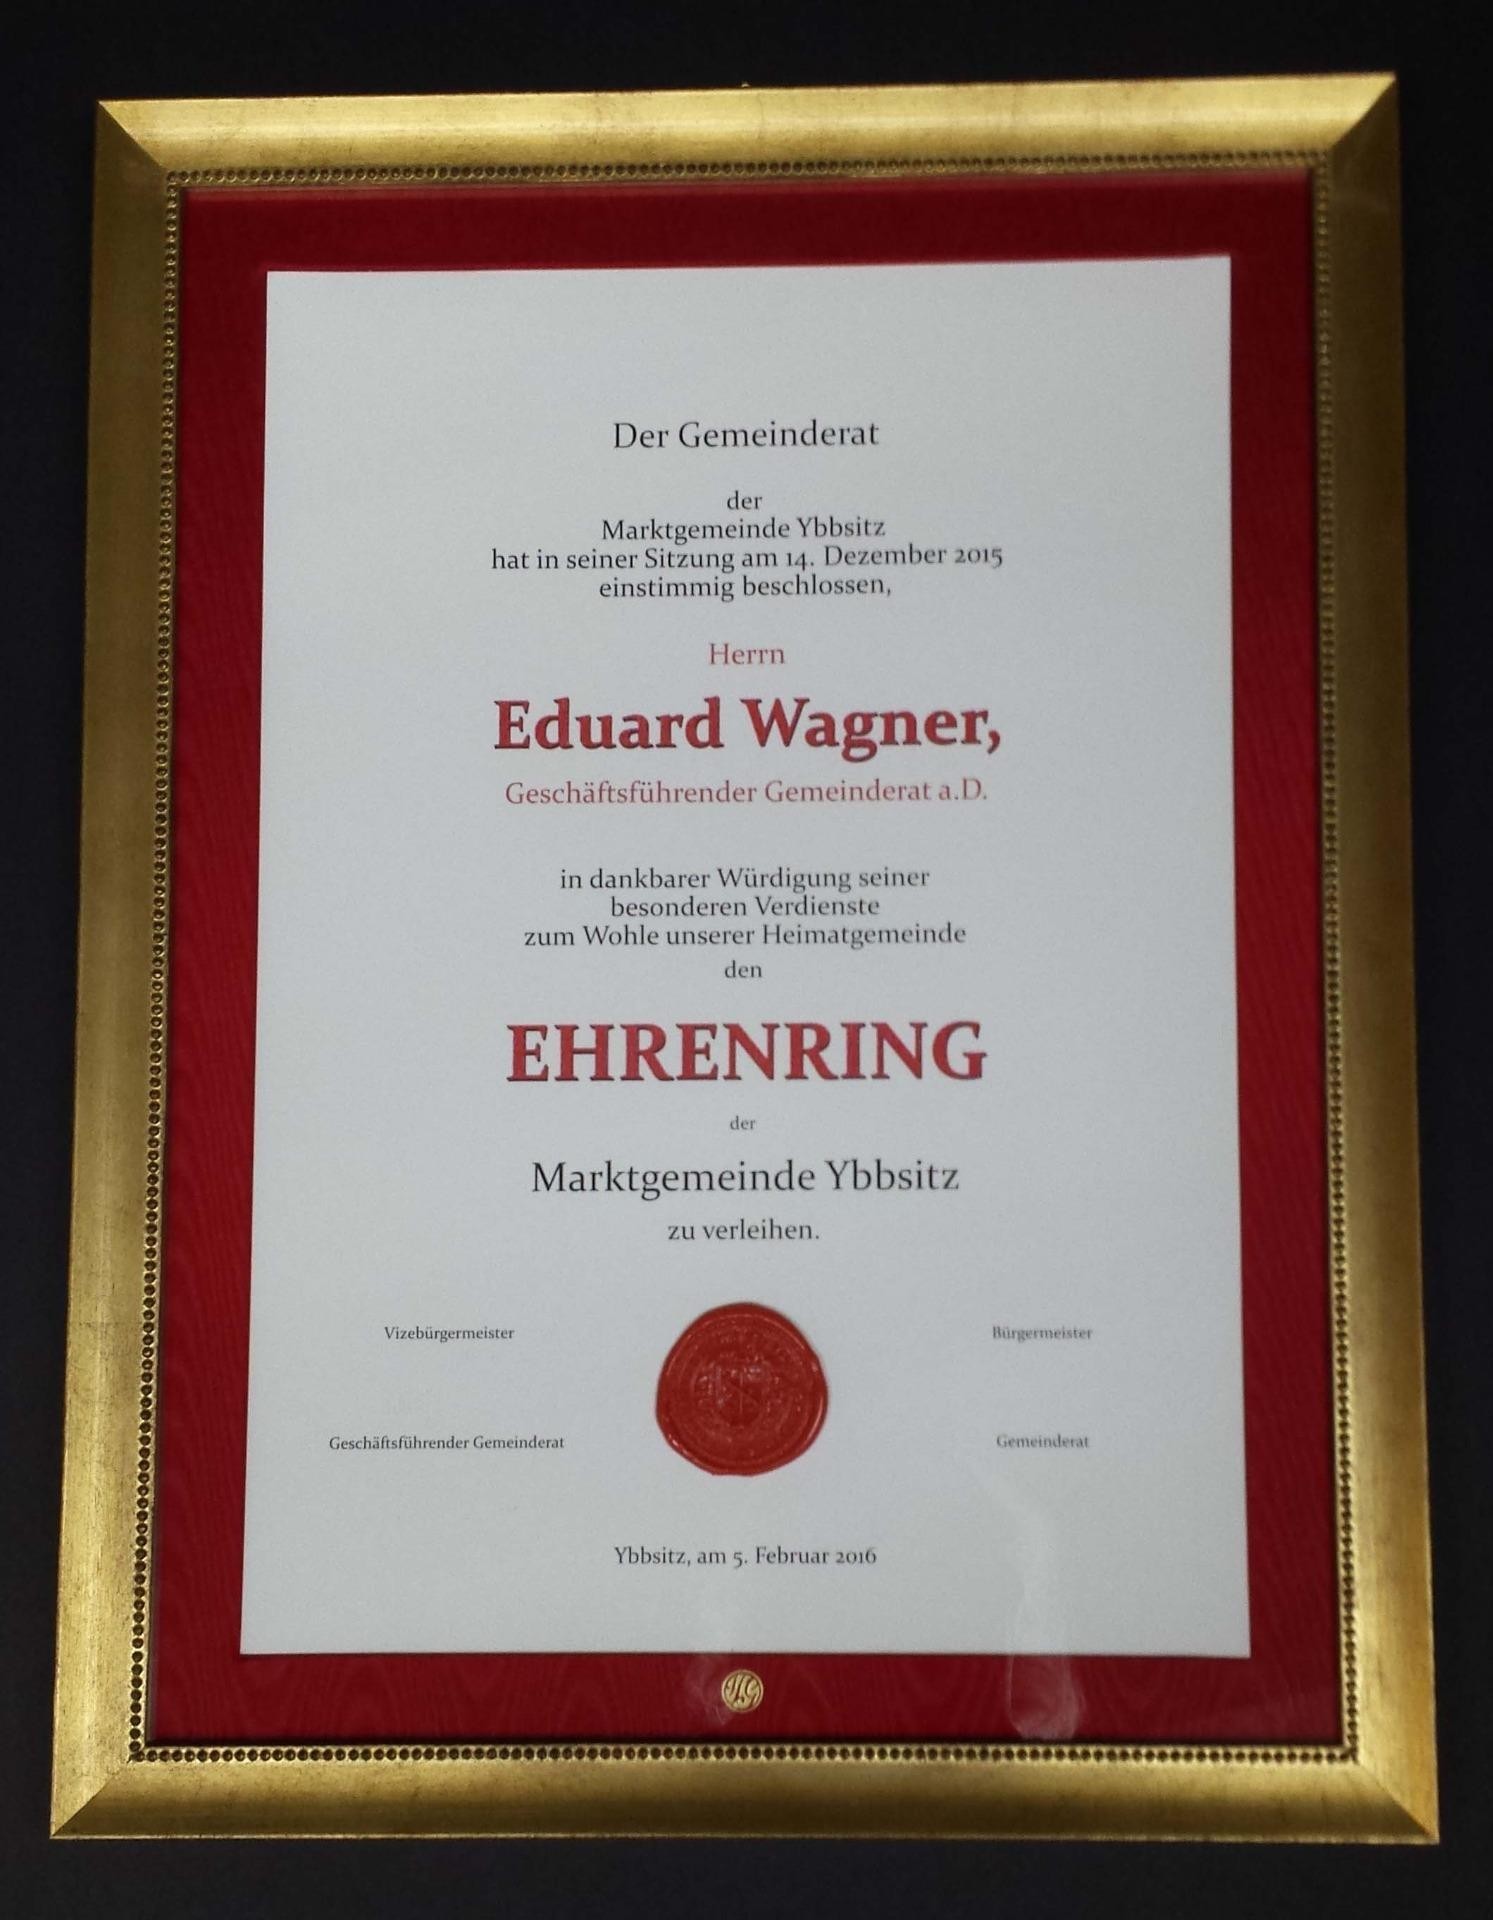 Der Gemeinderat
der
Marktgemeinde Ybbsitz
hat in seiner Sitzung am 14. Dezember 2015
einstimmig beschlossen,
Herrn
Eduard Wagner,
Geschäftsführender Gemeinderat a.D.
in dankbarer Würdigung seiner
besonderen Verdienste
zum Wohle unserer Heimatgemeinde
den
EHRENRING
der
Marktgemeinde Ybbsitz
zu verleihen.
Vizebürgermeister
Bürgermeister
Geschäftsführender Gemeinderat
Gemeinderat
Ybbsitz, am 5. Februar 2016